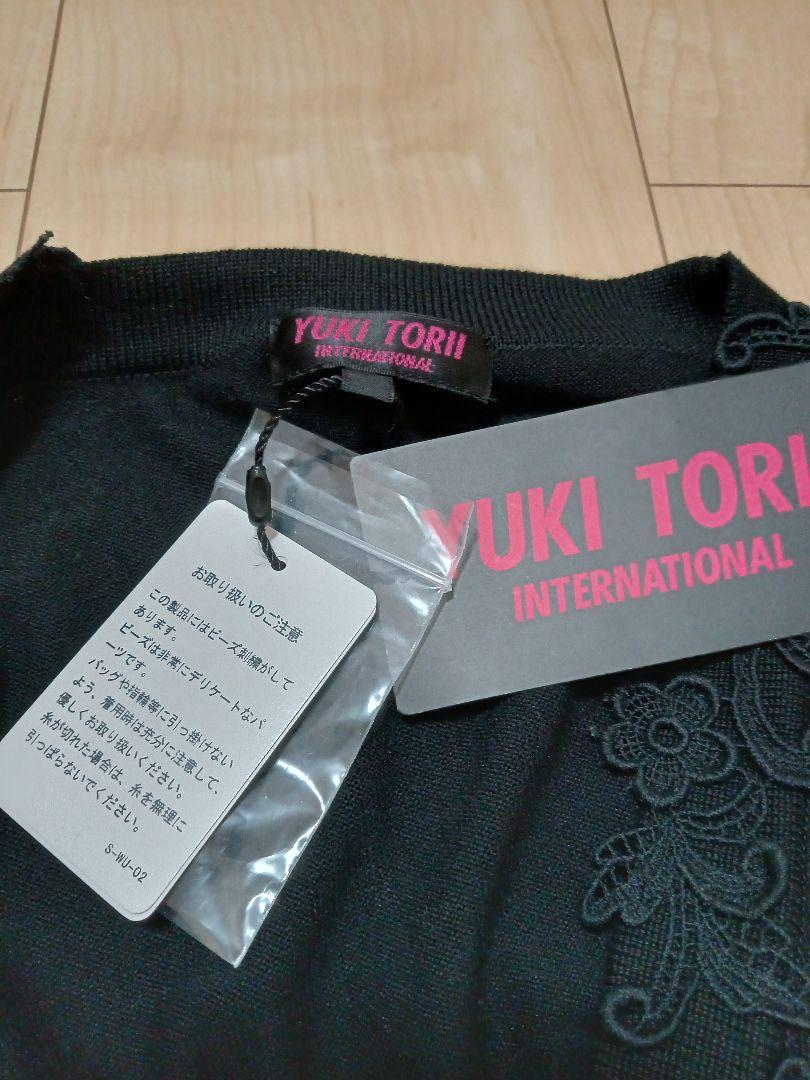 YUKI TORII
INTERNATIONAL
YUKI TORI
INTERNATIONAL
お取り扱いのご注意
この製品にはビーズ刺繍がして
あります。
ビーズは非常にデリケートなパ
ーツです。
バッグや指輪等に引っ掛けない
よう、着用時は充分に注意して、
優しくお取り扱いください。
糸が切れた場合は、糸を無理に
引っぱらないでください。
S-WU-02